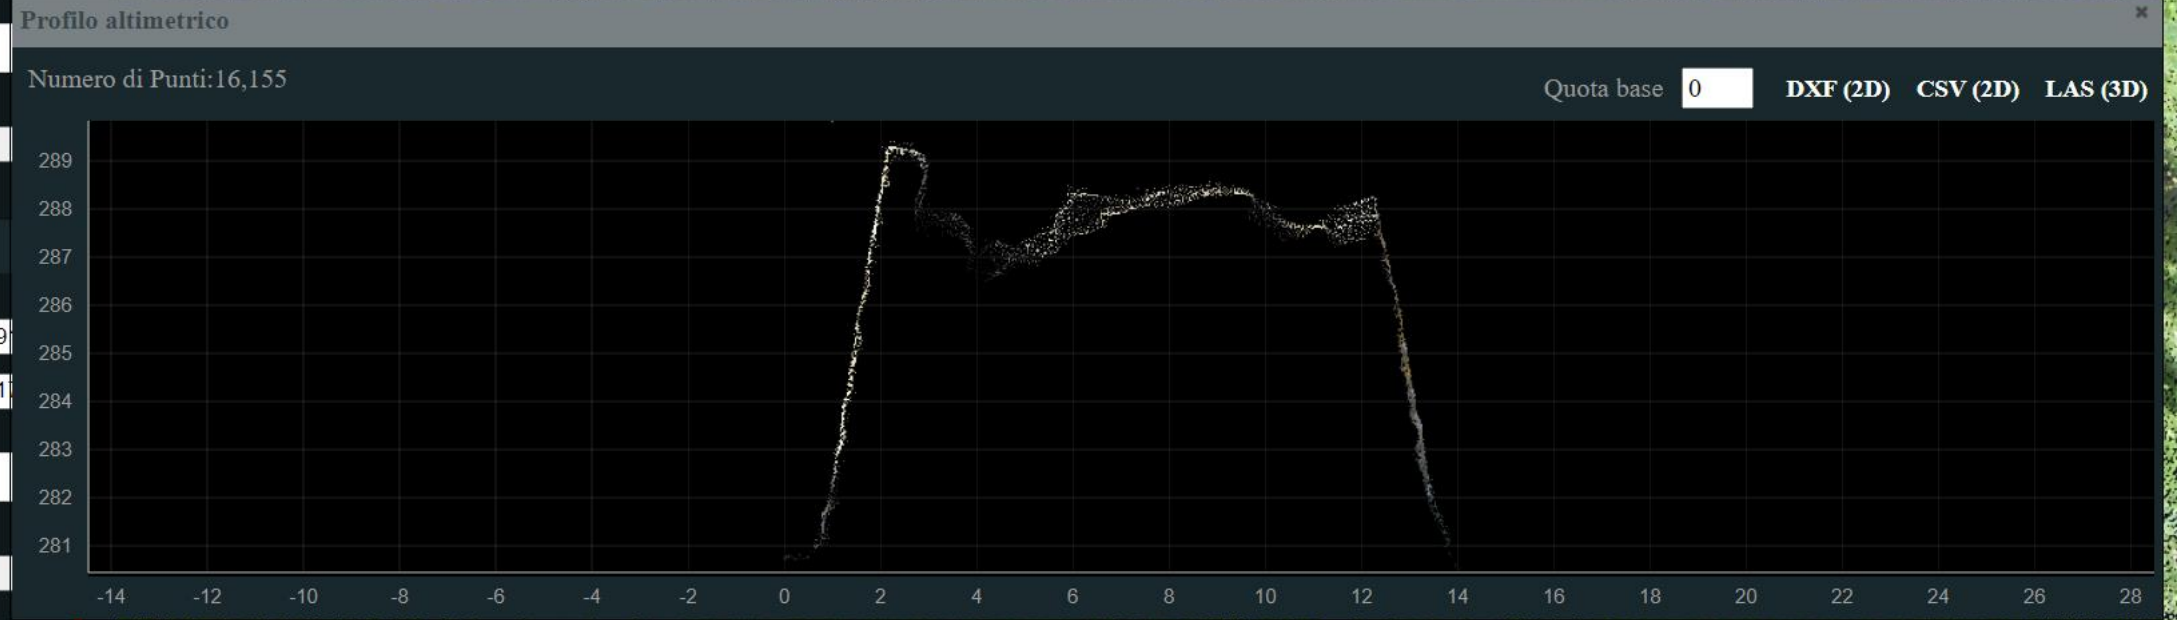 Profilo altimetrico
Numero di Punti:16,155
Quota base 0 DXF (2D) CSV (2D) LAS (3D)
289
288
287
286
285
284
283
282
281
-14 -12 -10 -8 -6 -4 -2 0 2 4 6 8 10 12 14 16 18 20 22 24 26 28